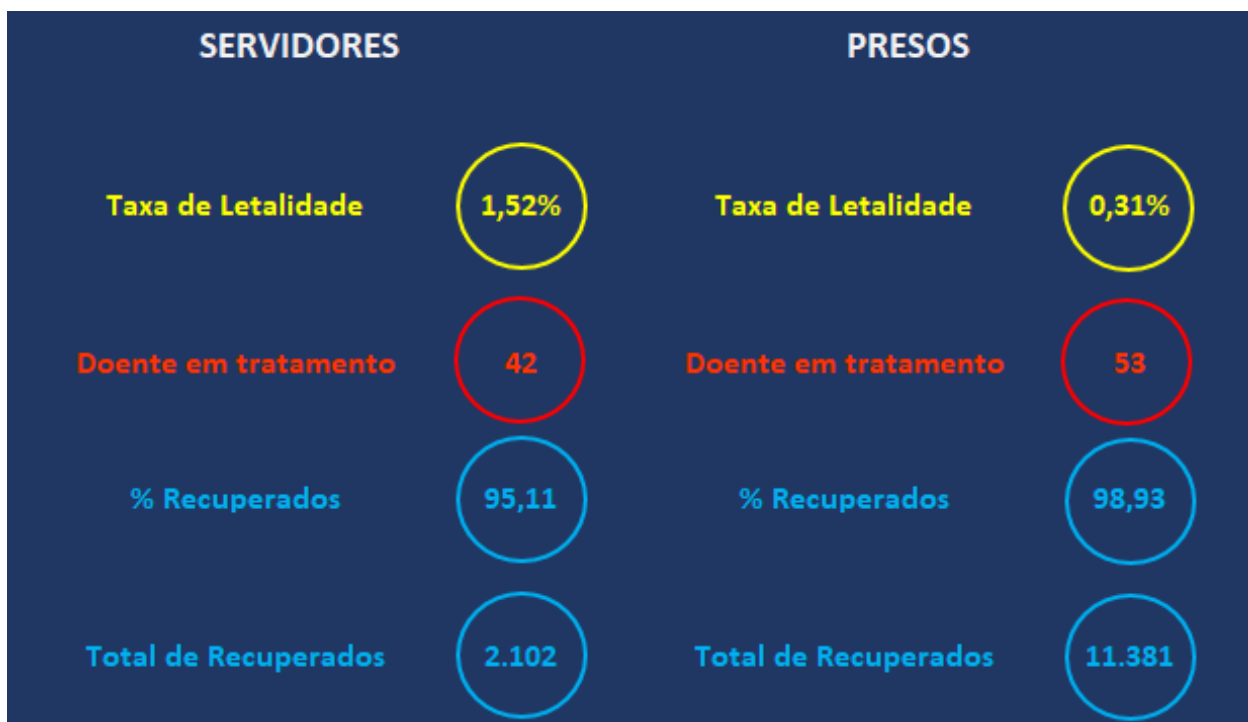 SERVIDORES
PRESOS
Taxa de Letalidade 1,52%
Taxa de Letalidade 0,31%
Doente em tratamento 42
Doente em tratamento 53
% Recuperados 95,11
% Recuperados 98,93
Total de Recuperados 2.102
Total de Recuperados 11.381